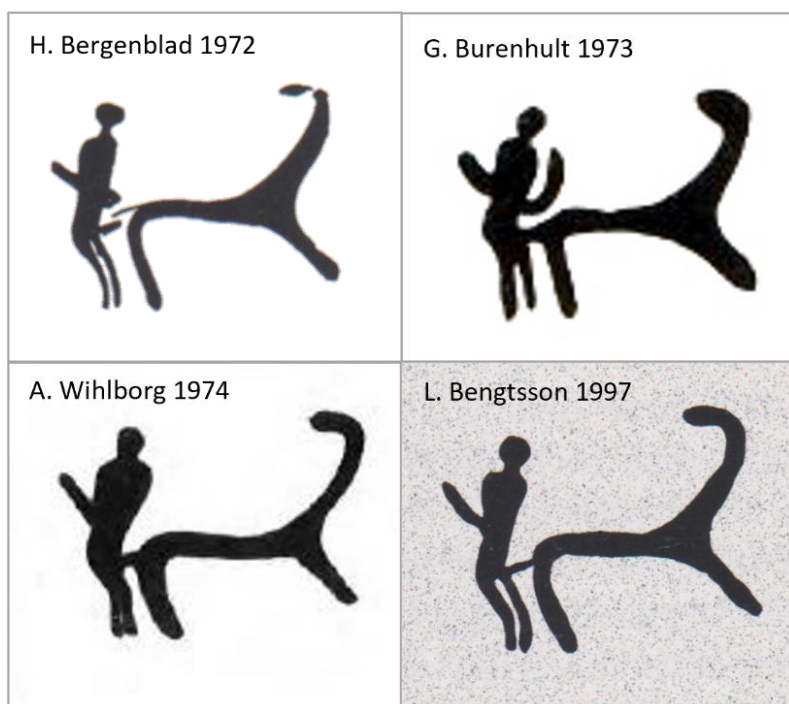 H. Bergenblad 1972
G. Burenhult 1973
A. Wihlborg 1974
L. Bengtsson 1997